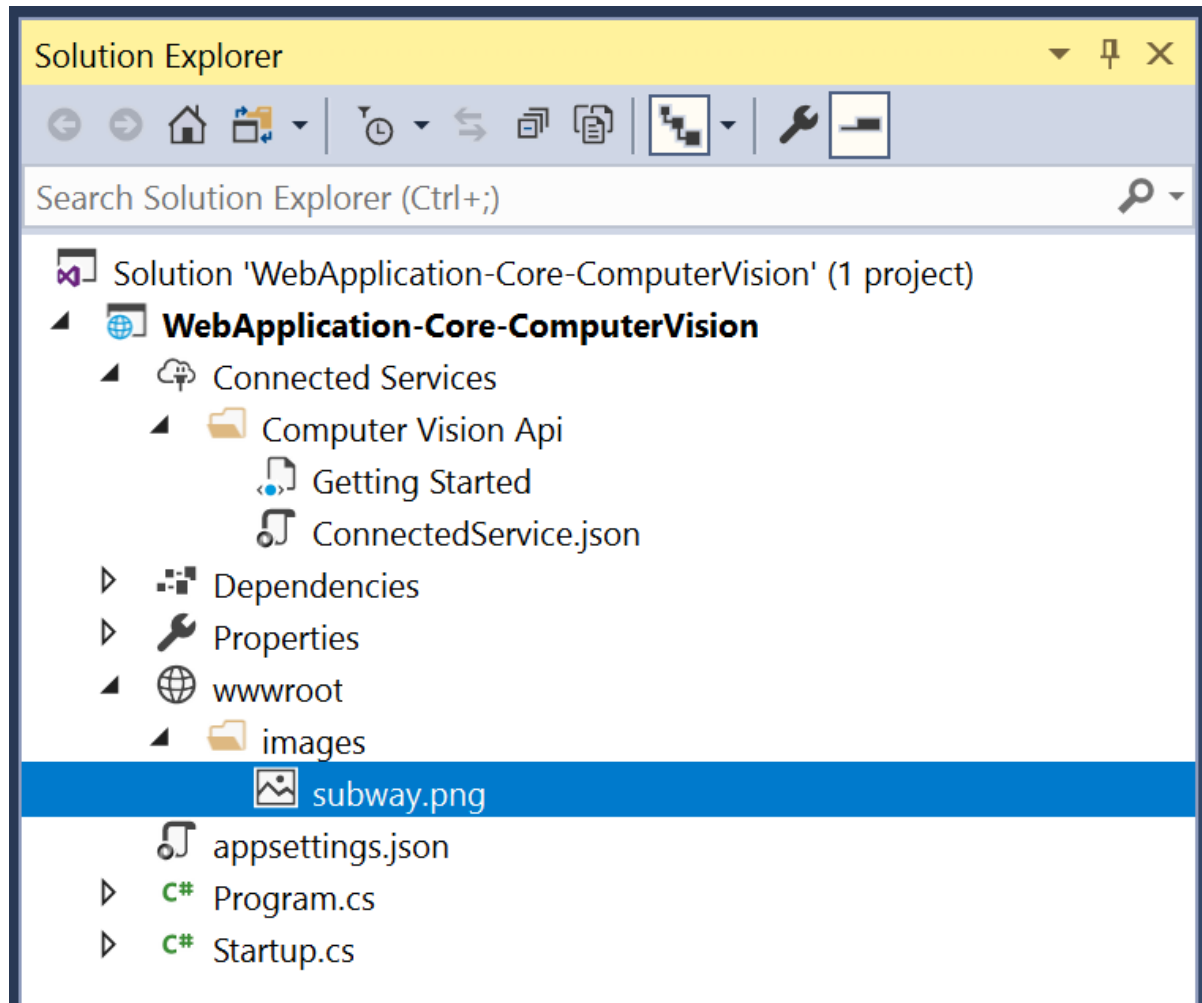 Solution Explorer
Search Solution Explorer (Ctrl+;)
Solution 'WebApplication-Core-ComputerVision' (1 project)
WebApplication-Core-ComputerVision
Connected Services
Computer Vision Api
Getting Started
ConnectedService.json
Dependencies
Properties
wwwroot
images
subway.png
appsettings.json
C# Program.cs
C# Startup.cs